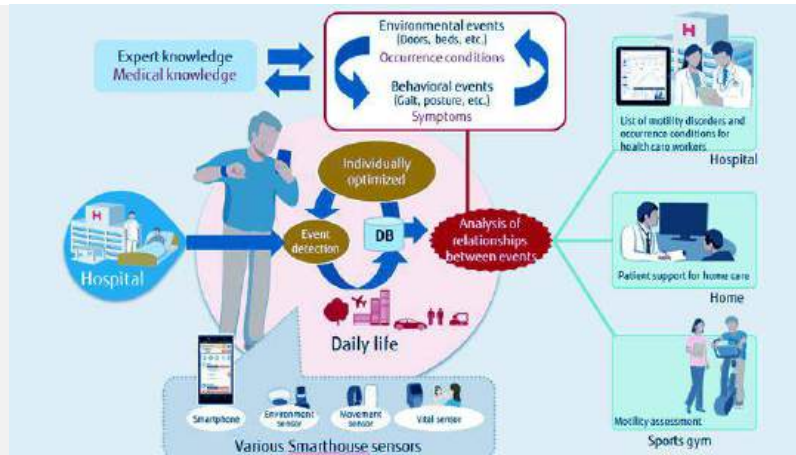 Expert knowledge
Medical knowledge
Environmental events
(Doors, beds, etc.)
Occurrence conditions
Behavioral events
(Gait, posture, etc.)
Symptoms
H
List of motility disorders and
occurrence conditions for
health care workers
Hospital
Individually
optimized
Event
detection
DB
Analysis of
relationships
between events
H
Hospital
Daily life
Patient support for home care
Home
Smartphone
Environment
sensor
Movement
sensor
Vital sensor
Various Smarthouse sensors
Motility assessment
Sports gym